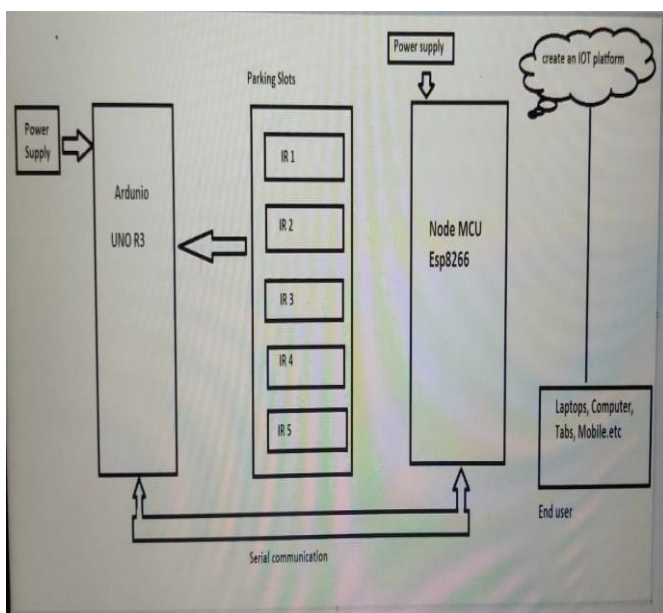 Power supply
create an IOT platform
Parking Slots
Power
Supply
Ardunio
UNO R3
IR 1
IR 2
IR 3
IR 4
IR 5
Node MCU
Esp8266
Laptops, Computer,
Tabs, Mobile.etc
End user
Serial communication